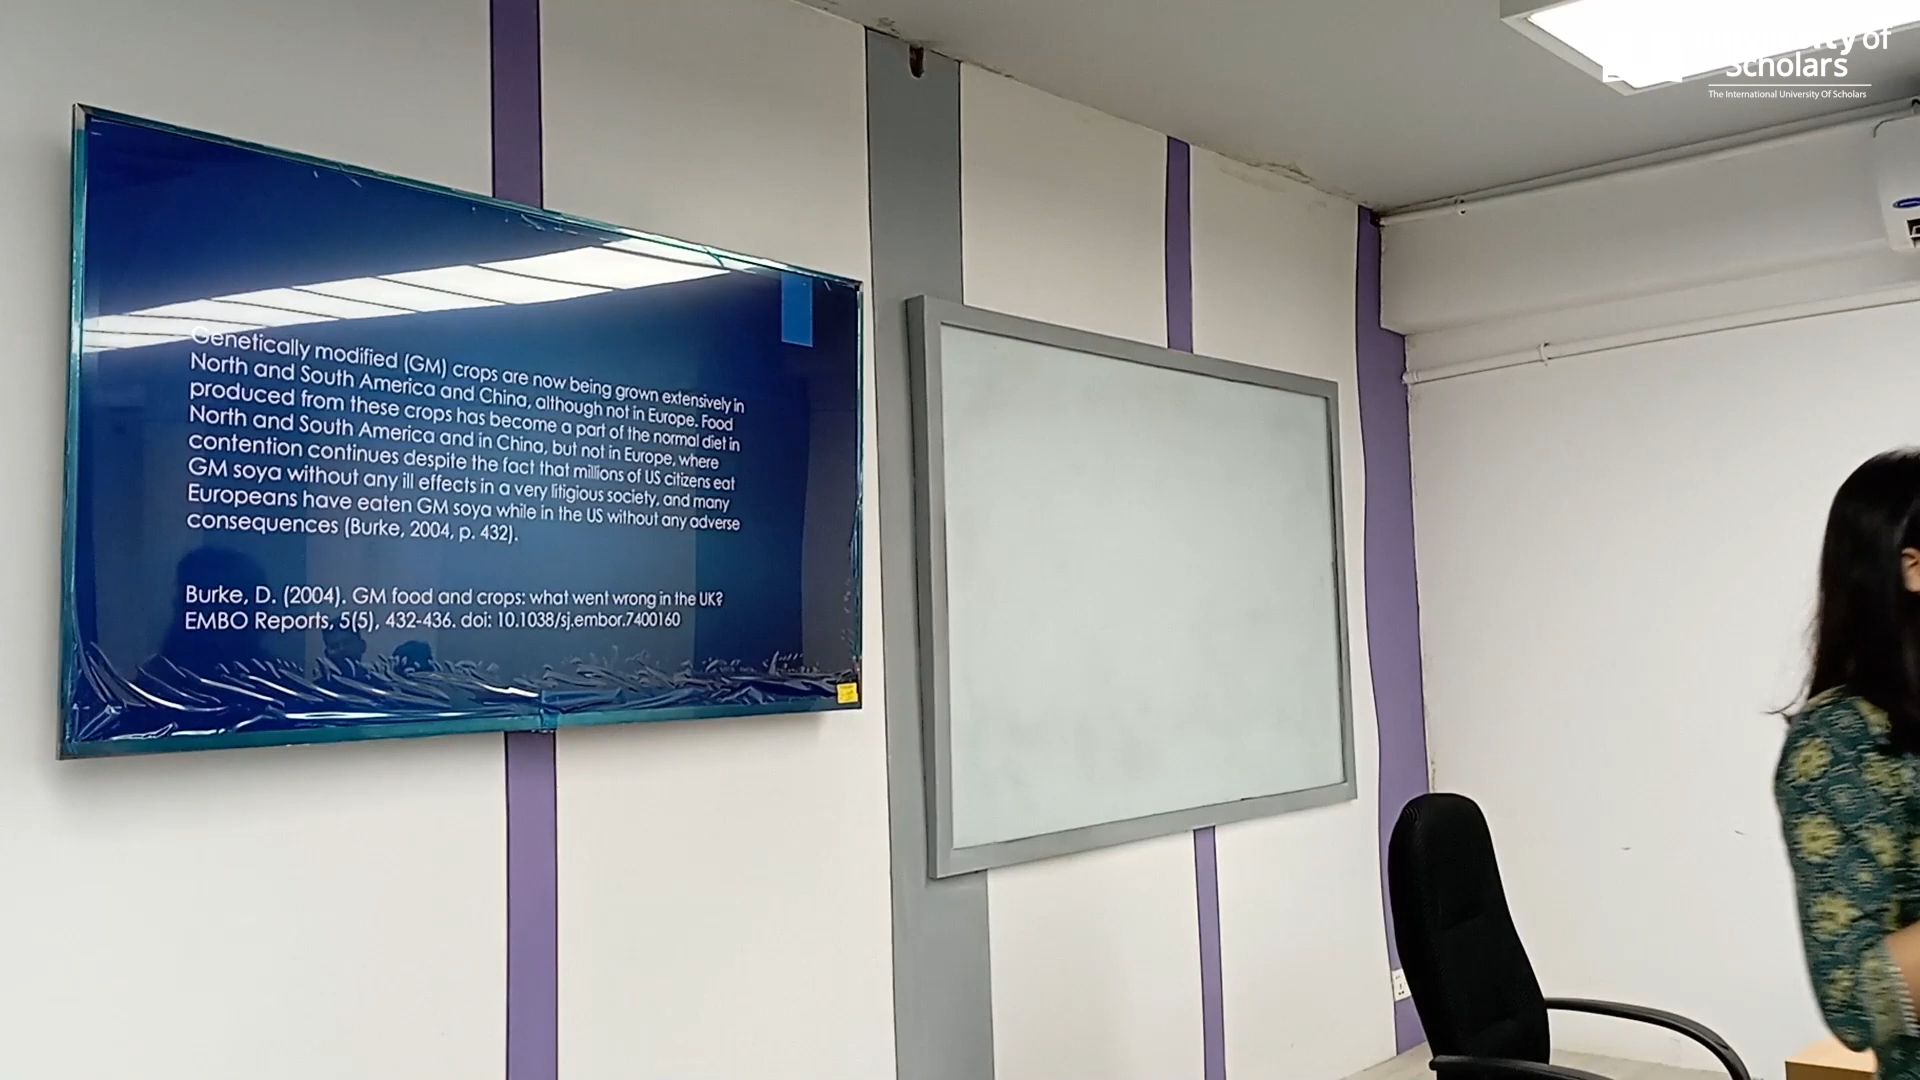 of
Scholars
The International University Of Scholars
Genetically modified (GM) crops are now being grown extensively in
North and South America and China, although not in Europe. Food
produced from these crops has become a part of the normal diet in
North and South America and in China, but not in Europe, where
contention continues despite the fact that millions of US citizens eat
GM soya without any ill effects in a very litigious society, and many
Europeans have eaten GM soya while in the US without any adverse
consequences (Burke, 2004, p. 432).
Burke, D. (2004). GM food and crops: what went wrong in the UK?
EMBO Reports, 5(5), 432-436. doi: 10.1038/sj.embor.7400160